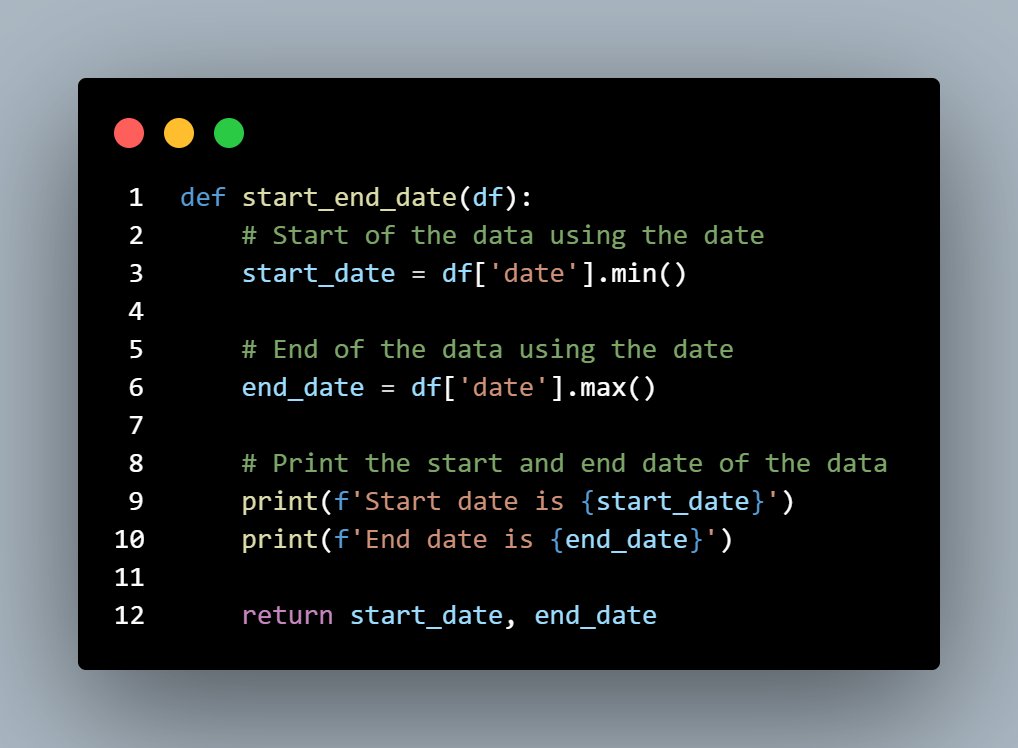 1 def start_end_date(df):
2     # Start of the data using the date
3     start_date = df['date'].min()
4
5     # End of the data using the date
6     end_date = df['date'].max()
7
8     # Print the start and end date of the data
9     print(f'Start date is {start_date}')
10     print(f'End date is {end_date}')
11
12     return start_date, end_date